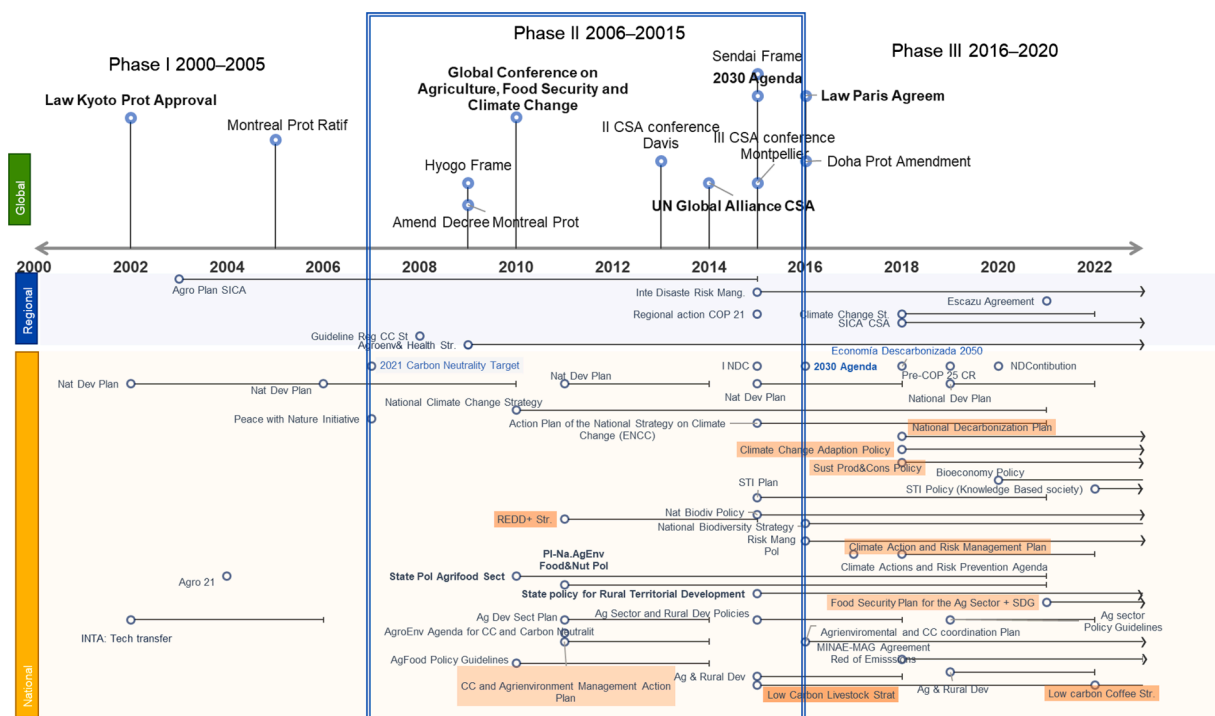 Phase I 2000–2005
Phase II 2006–20015
Phase III 2016–2020
Law Kyoto Prot Approval
Montreal Prot Ratif
Global Conference on
Agriculture, Food Security and
Climate Change
Hyogo Frame
Amend Decree Montreal Prot
II CSA conference
Davis
Sendai Frame
2030 Agenda
III CSA conference
Montpellier
UN Global Alliance CSA
Law Paris Agreem
Doha Prot Amendment
Global
2000
2002
2004
2006
2008
2010
2012
2014
2016
2018
2020
2022
Regional
Agro Plan SICA
Inte Disaste Risk Mang.
Escazu Agreement
Regional action COP 21
Climate Change St.
SICA CSA
Guideline Reg CC St
Agroenv& Health Str.
National
Economía Descarbonizada 2050
2021 Carbon Neutrality Target
I NDC
2030 Agenda
Pre-COP 25 CR
NDContibution
Nat Dev Plan
Nat Dev Plan
Nat Dev Plan
Nat Dev Plan
National Dev Plan
National Climate Change Strategy
Peace with Nature Initiative
Action Plan of the National Strategy on Climate
Change (ENCC)
National Decarbonization Plan
Climate Change Adaption Policy
Sust Prod&Cons Policy
Bioeconomy Policy
STI Plan
STI Policy (Knowledge Based society)
REDD+ Str.
Nat Biodiv Policy
National Biodiversity Strategy
Risk Mang
Pol
Climate Action and Risk Management Plan
Climate Actions and Risk Prevention Agenda
Pl-Na.AgEnv
Food&Nut Pol
State Pol Agrifood Sect
Agro 21
State policy for Rural Territorial Development
Food Security Plan for the Ag Sector + SDG
INTA: Tech transfer
Ag Dev Sect Plan
Ag Sector and Rural Dev Policies
Ag sector
Policy Guidelines
AgroEnv Agenda for CC and Carbon Neutralit
Agrienviromental and CC coordination Plan
MINAE-MAG Agreement
AgFood Policy Guidelines
Red of Emisssions
CC and Agrienvironment Management Action
Plan
Ag & Rural Dev
Ag & Rural Dev
Low Carbon Livestock Strat
Low carbon Coffee Str.